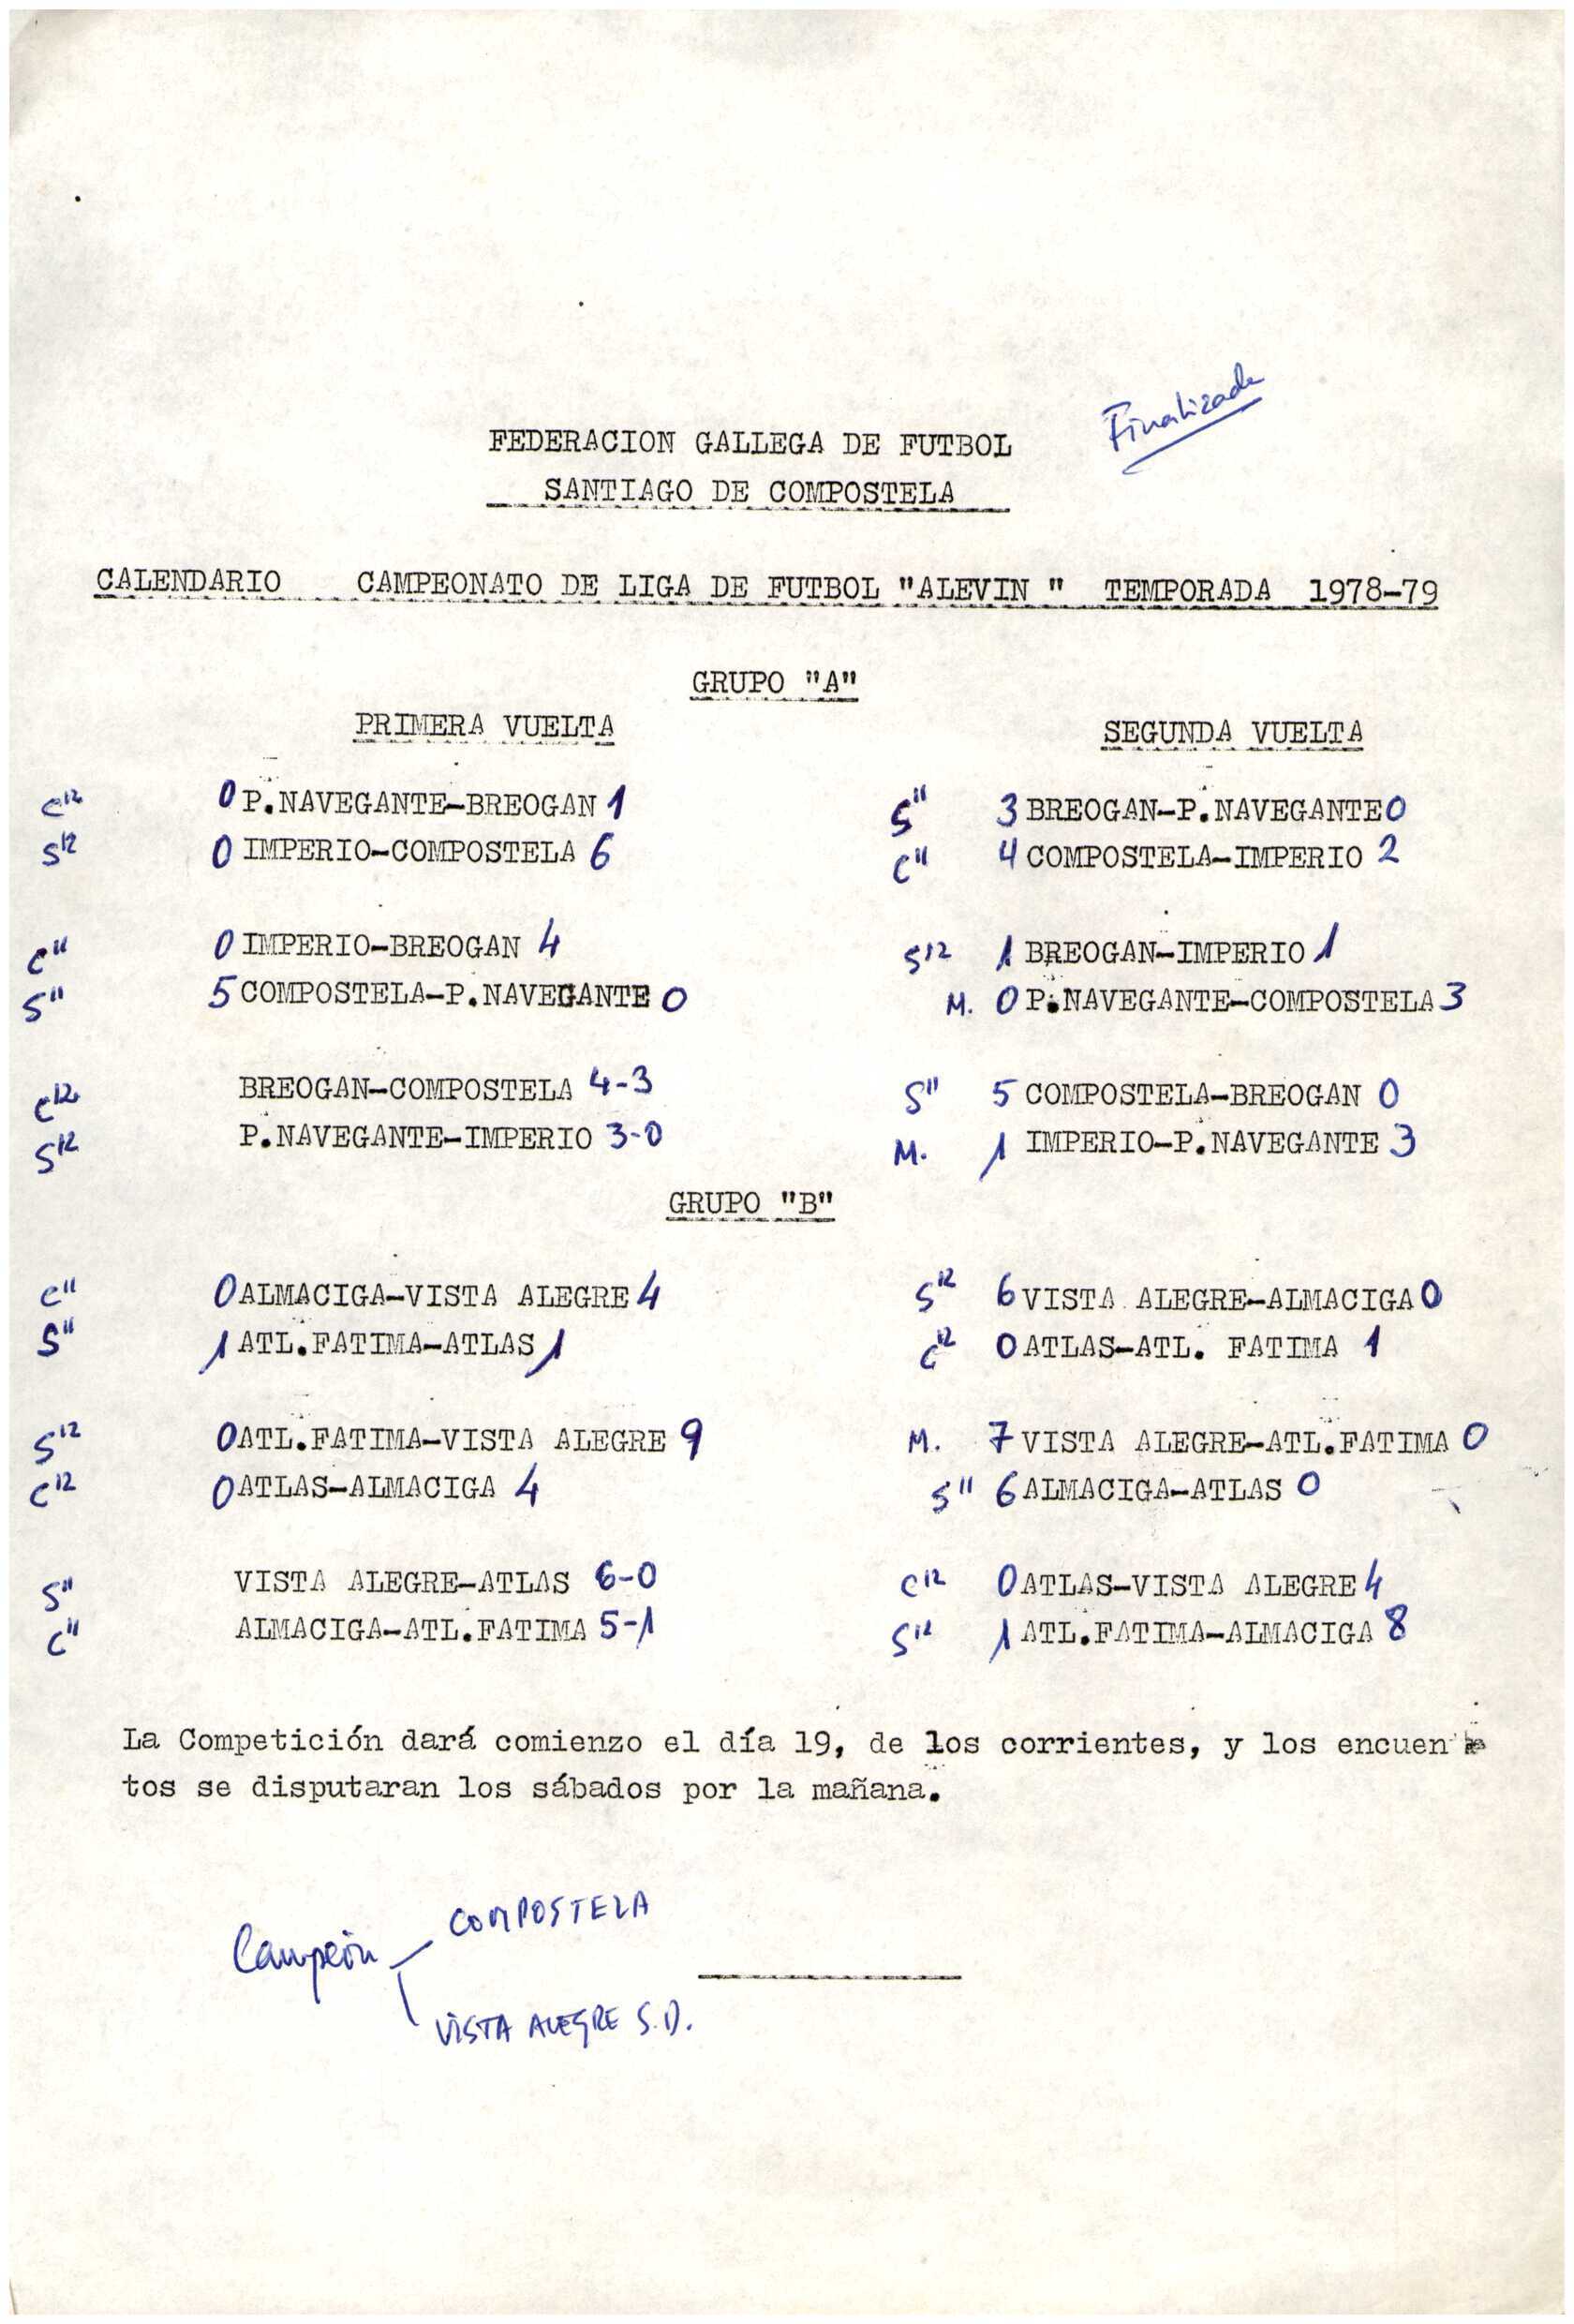 Finalizada
FEDERACION GALLEGA DE FUTBOL
SANTIAGO DE COMPOSTELA
CALENDARIO CAMPEONATO DE LIGA DE FUTBOL "ALEVIN " TEMPORADA 1978-79
GRUPO "A"
PRIMERA VUELTA
C12 0 P.NAVEGANTE-BREOGAN 1
S12 0 IMPERIO-COMPOSTELA 6
C11 0 IMPERIO-BREOGAN 4
S11 5 COMPOSTELA-P.NAVEGANTE 0
C12 BREOGAN-COMPOSTELA 4-3
S12 P.NAVEGANTE-IMPERIO 3-0
SEGUNDA VUELTA
S11 3 BREOGAN-P.NAVEGANTE 0
C11 4 COMPOSTELA-IMPERIO 2
S12 1 BREOGAN-IMPERIO 1
M. 0 P.NAVEGANTE-COMPOSTELA 3
S11 5 COMPOSTELA-BREOGAN 0
M. 1 IMPERIO-P.NAVEGANTE 3
GRUPO "B"
C11 0 ALMACIGA-VISTA ALEGRE 4
S11 1 ATL.FATIMA-ATLAS 1
S12 0 ATL.FATIMA-VISTA ALEGRE 9
C12 0 ATLAS-ALMACIGA 4
S11 VISTA ALEGRE-ATLAS 6-0
C11 ALMACIGA-ATL.FATIMA 5-1
S12 6 VISTA ALEGRE-ALMACIGA 0
C12 0 ATLAS-ATL. FATIMA 1
M. 7 VISTA ALEGRE-ATL.FATIMA 0
S11 6 ALMACIGA-ATLAS 0
C12 0 ATLAS-VISTA ALEGRE 4
S12 1 ATL.FATIMA-ALMACIGA 8
La Competición dará comienzo el día 19, de los corrientes, y los encuen
tos se disputaran los sábados por la mañana.
Campeón COMPOSTELA
VISTA ALEGRE S.D.